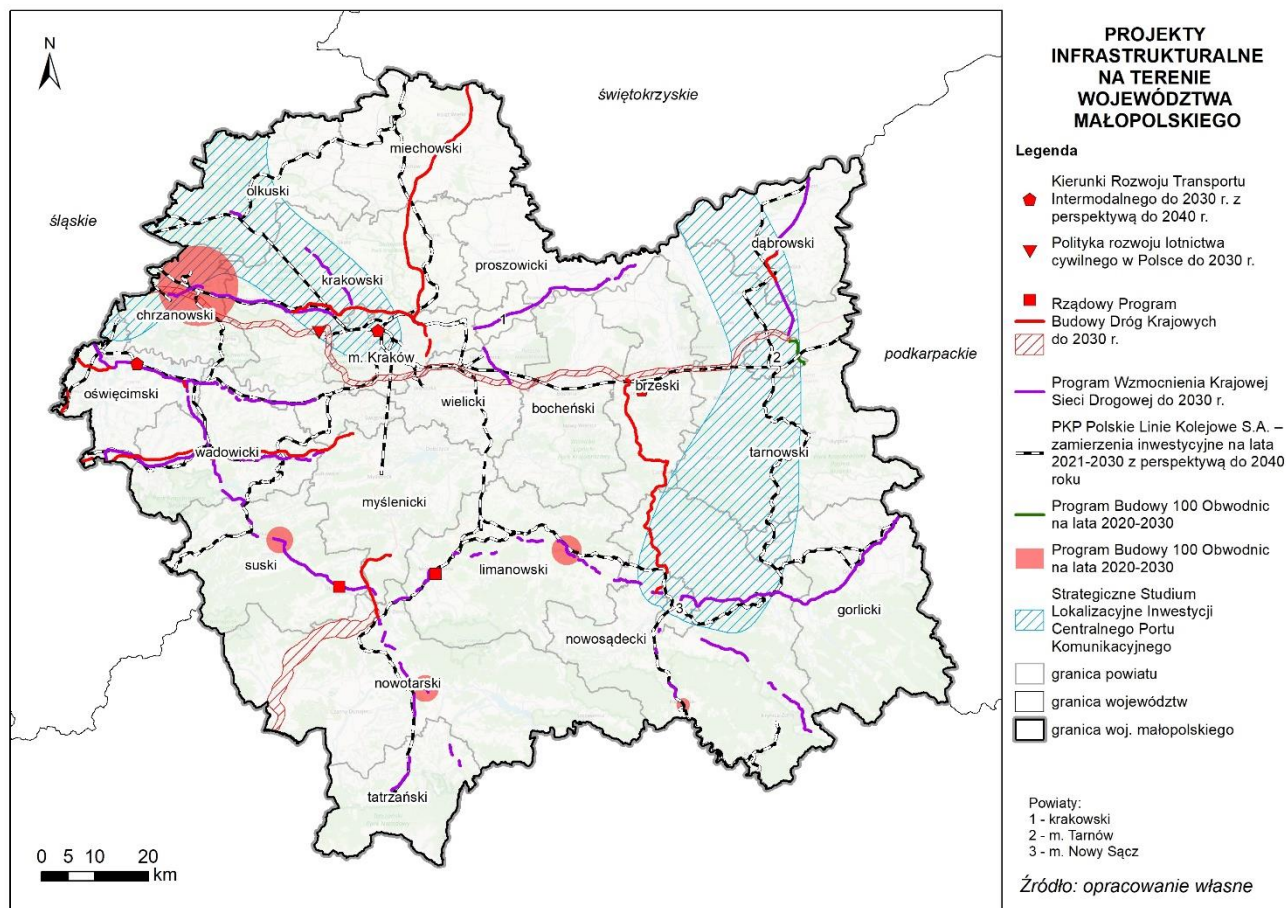 PROJEKTY
INFRASTRUKTURALNE
NA TERENIE
WOJEWÓDZTWA
MAŁOPOLSKIEGO
Legenda
Kierunki Rozwoju Transportu
Intermodalnego do 2030 r. z
perspektywą do 2040 r.
Polityka rozwoju lotnictwa
cywilnego w Polsce do 2030 r.
Rządowy Program
Budowy Dróg Krajowych
do 2030 r.
Program Wzmocnienia Krajowej
Sieci Drogowej do 2030 r.
PKP Polskie Linie Kolejowe S.A. –
zamierzenia inwestycyjne na lata
2021-2030 z perspektywą do 2040
roku
Program Budowy 100 Obwodnic
na lata 2020-2030
Program Budowy 100 Obwodnic
na lata 2020-2030
Strategiczne Studium
Lokalizacyjne Inwestycji
Centralnego Portu
Komunikacyjnego
granica powiatu
granica województw
granica woj. małopolskiego
Powiaty:
1 - krakowski
2 - m. Tarnów
3 - m. Nowy Sącz
Źródło: opracowanie własne
N
świętokrzyskie
miechowski
olkuski
śląskie
dąbrowski
proszowicki
krakowski
chrzanowski
1
m. Kraków
2
podkarpackie
brzeski
oświęcimski
wielicki
bocheński
wadowicki
tarnowski
myślenicki
suski
limanowski
3
gorlicki
nowosądecki
nowotarski
tatrzański
0 5 10 20
km